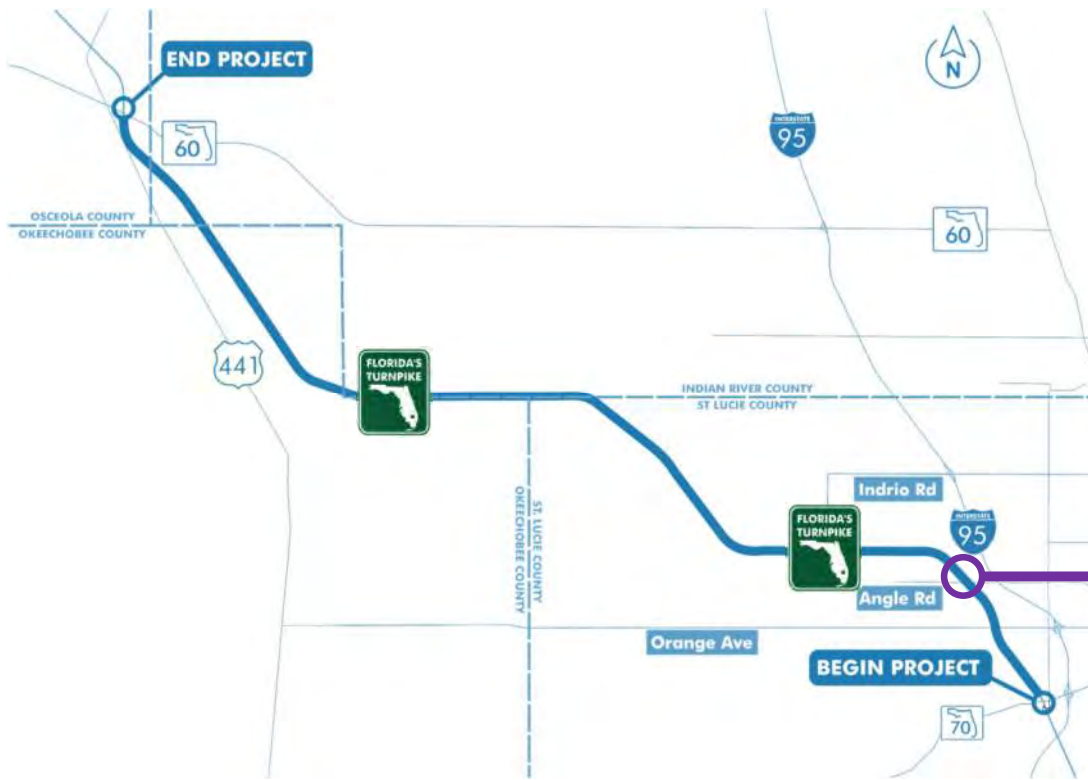 END PROJECT
N
60
INTERSTATE
95
OSCEOLA COUNTY
OKEECHOBEE COUNTY
60
441
FLORIDA'S
TURNPIKE
INDIAN RIVER COUNTY
ST LUCIE COUNTY
ST. LUCIE COUNTY
OKEECHOBEE COUNTY
Indrio Rd
FLORIDA'S
TURNPIKE
INTERSTATE
95
Angle Rd
Orange Ave
BEGIN PROJECT
70